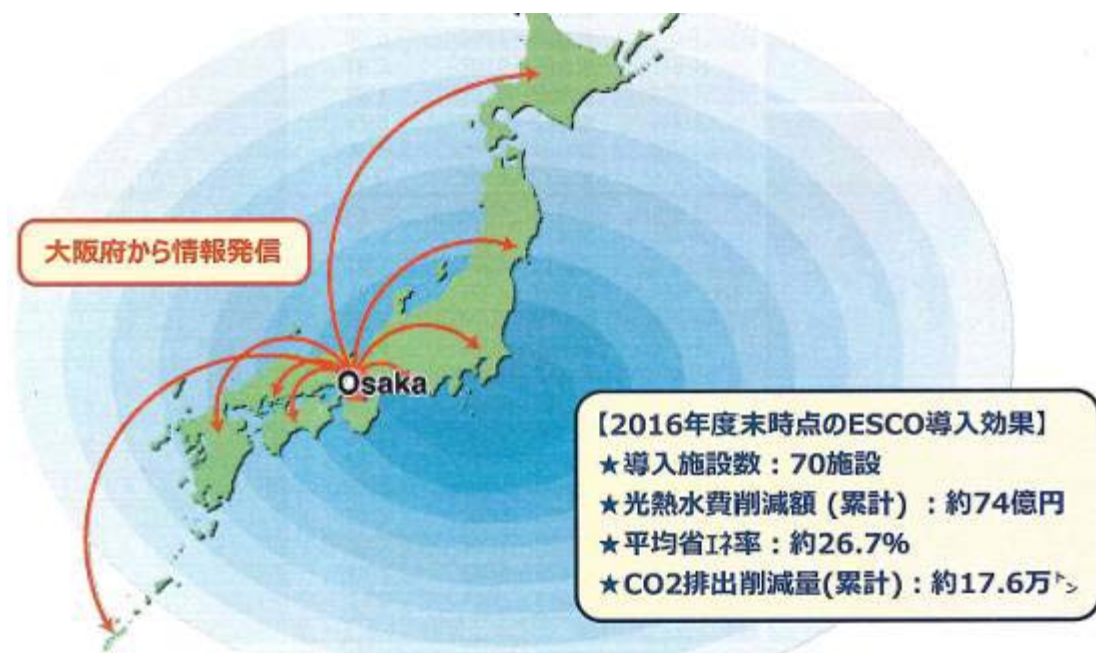 大阪府から情報発信
Osaka
【2016年度末時点のESCO導入効果】
★導入施設数：70施設
★光熱水費削減額 (累計) ：約74億円
★平均省ｴﾈ率：約26.7%
★CO2排出削減量(累計)：約17.6万㌧